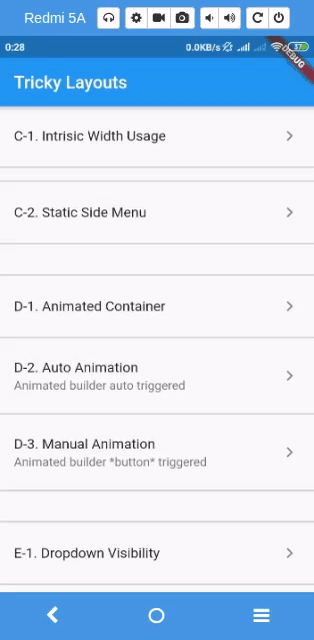 Redmi 5A
0:28
0.0KB/s
37
DEBUG
Tricky Layouts
C-1. Intrisic Width Usage
C-2. Static Side Menu
D-1. Animated Container
D-2. Auto Animation
Animated builder auto triggered
D-3. Manual Animation
Animated builder *button* triggered
E-1. Dropdown Visibility